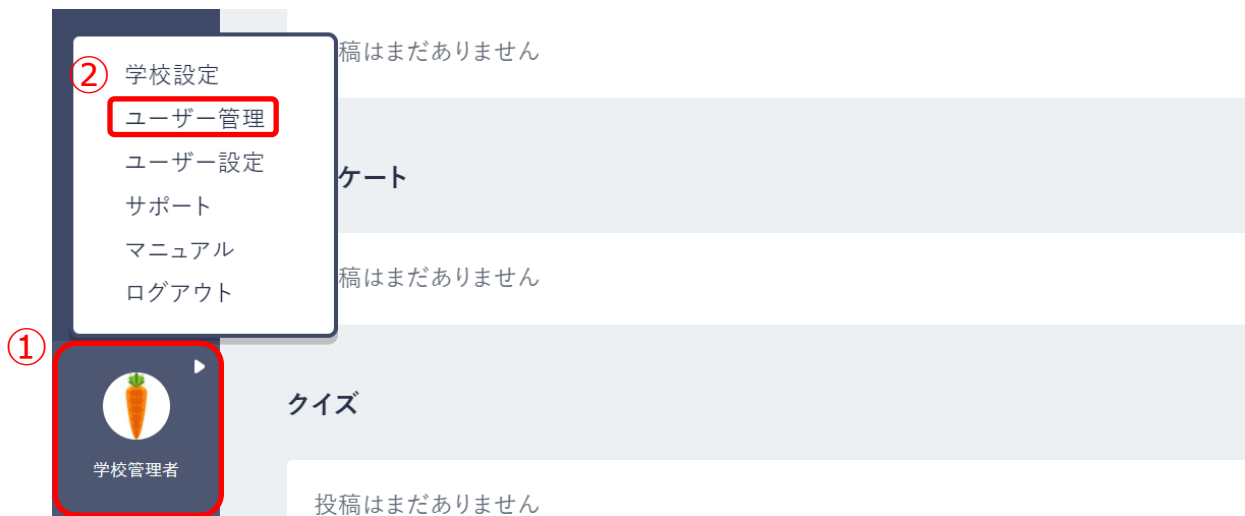 稿はまだありません
②
学校設定
ユーザー管理
ユーザー設定
サポート
マニュアル
ログアウト
ケート
稿はまだありません
①
学校管理者
クイズ
投稿はまだありません